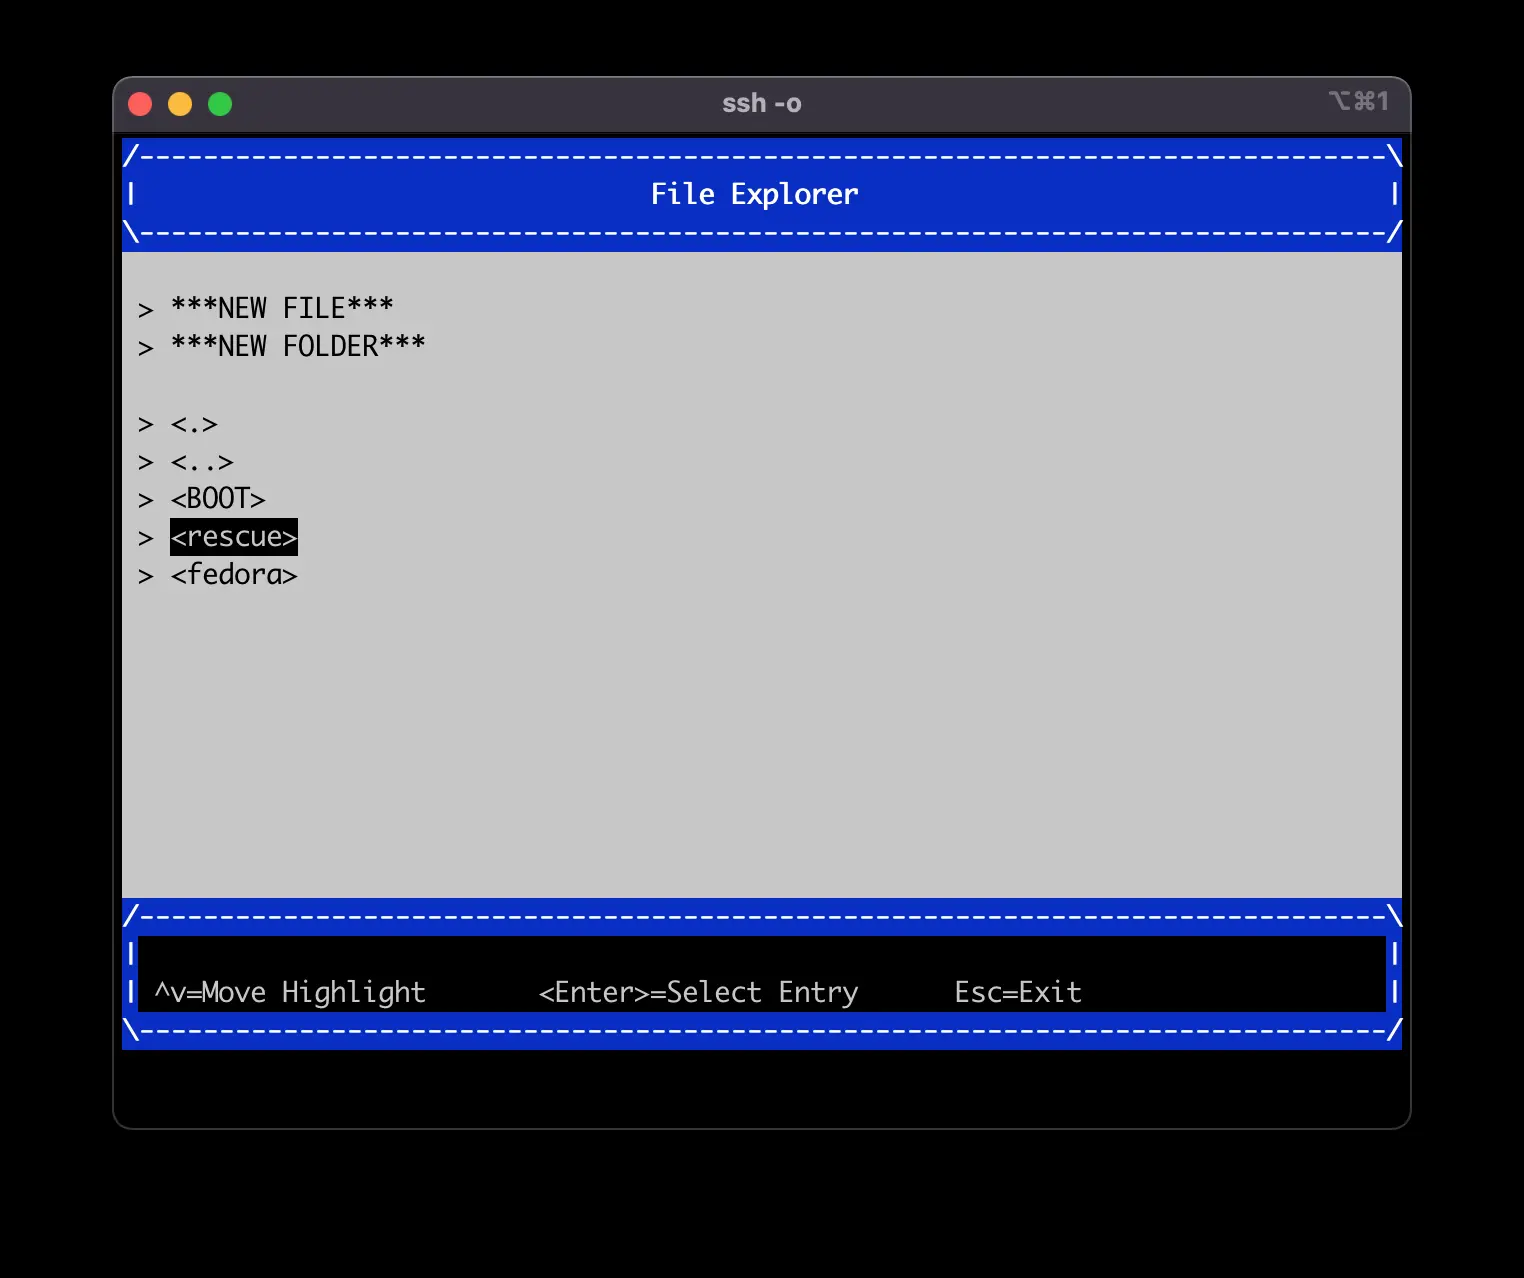 ssh -o
⌥⌘1
/------------------------------------------------------------------------------\
| File Explorer |
\------------------------------------------------------------------------------/
> ***NEW FILE***
> ***NEW FOLDER***
> <.>
> <..>
> <BOOT>
> <rescue>
> <fedora>
/------------------------------------------------------------------------------\
| |
| ^v=Move Highlight <Enter>=Select Entry Esc=Exit |
\------------------------------------------------------------------------------/